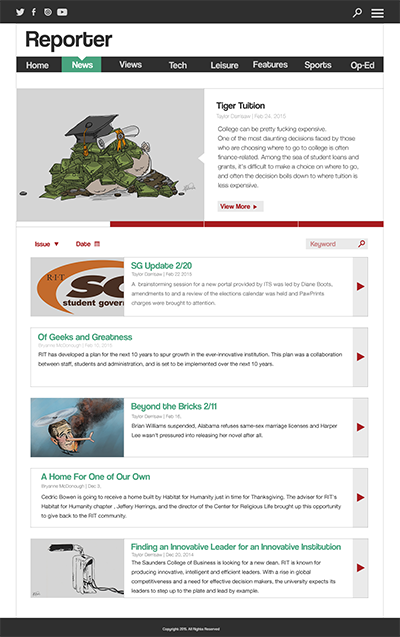 Reporter
Home News Views Tech Leisure Features Sports Op-Ed
Tiger Tuition
Taylor Derrisaw | Feb 24, 2015
College can be pretty fucking expensive.
One of the most daunting decisions faced by those
who are choosing where to go to college is often
finance-related. Among the sea of student loans and
grants, it's difficult to make a choice on where to go,
and often the decision boils down to where tuition is
less expensive.
View More
Issue Date Keyword
SG Update 2/20
Taylor Derrisaw | Feb 22 2015
A brainstorming session for a new portal provided by ITS was led by Diane Boots,
amendments to and a review of the elections calendar was held and PawPrints
charges were brought to attention.
R·I·T
SG
student gover
Of Geeks and Greatness
Bryanne McDonough | Feb 10, 2015
RIT has developed a plan for the next 10 years to spur growth in the ever-innovative institution. This plan was a collaboration
between staff, students and administration, and is set to be implemented over the next 10 years.
Beyond the Bricks 2/11
Taylor Derrisaw | Feb 16,
Brian Williams suspended, Alabama refuses same-sex marriage licenses and Harper
Lee wasn't pressured into releasing her novel after all.
A Home For One of Our Own
Bryanne McDonough | Dec 9,
Cedric Bowen is going to receive a home built by Habitat for Humanity just in time for Thanksgiving. The adviser for RIT's
Habitat for Humanity chapter , Jeffery Herrings, and the director of the Center for Religious Life brought up this opportunity
to give back to the RIT community.
Finding an Innovative Leader for an Innovative Institution
Taylor Derrisaw | Dec 20, 2014
The Saunders College of Business is looking for a new dean. RIT is known for
producing innovative, intelligent and efficient leaders. With a rise in global
competitiveness and a need for effective decision makers, the university expects its
leaders to step up to the plate and lead by example.
Copyright 2015. All Rights Reserved